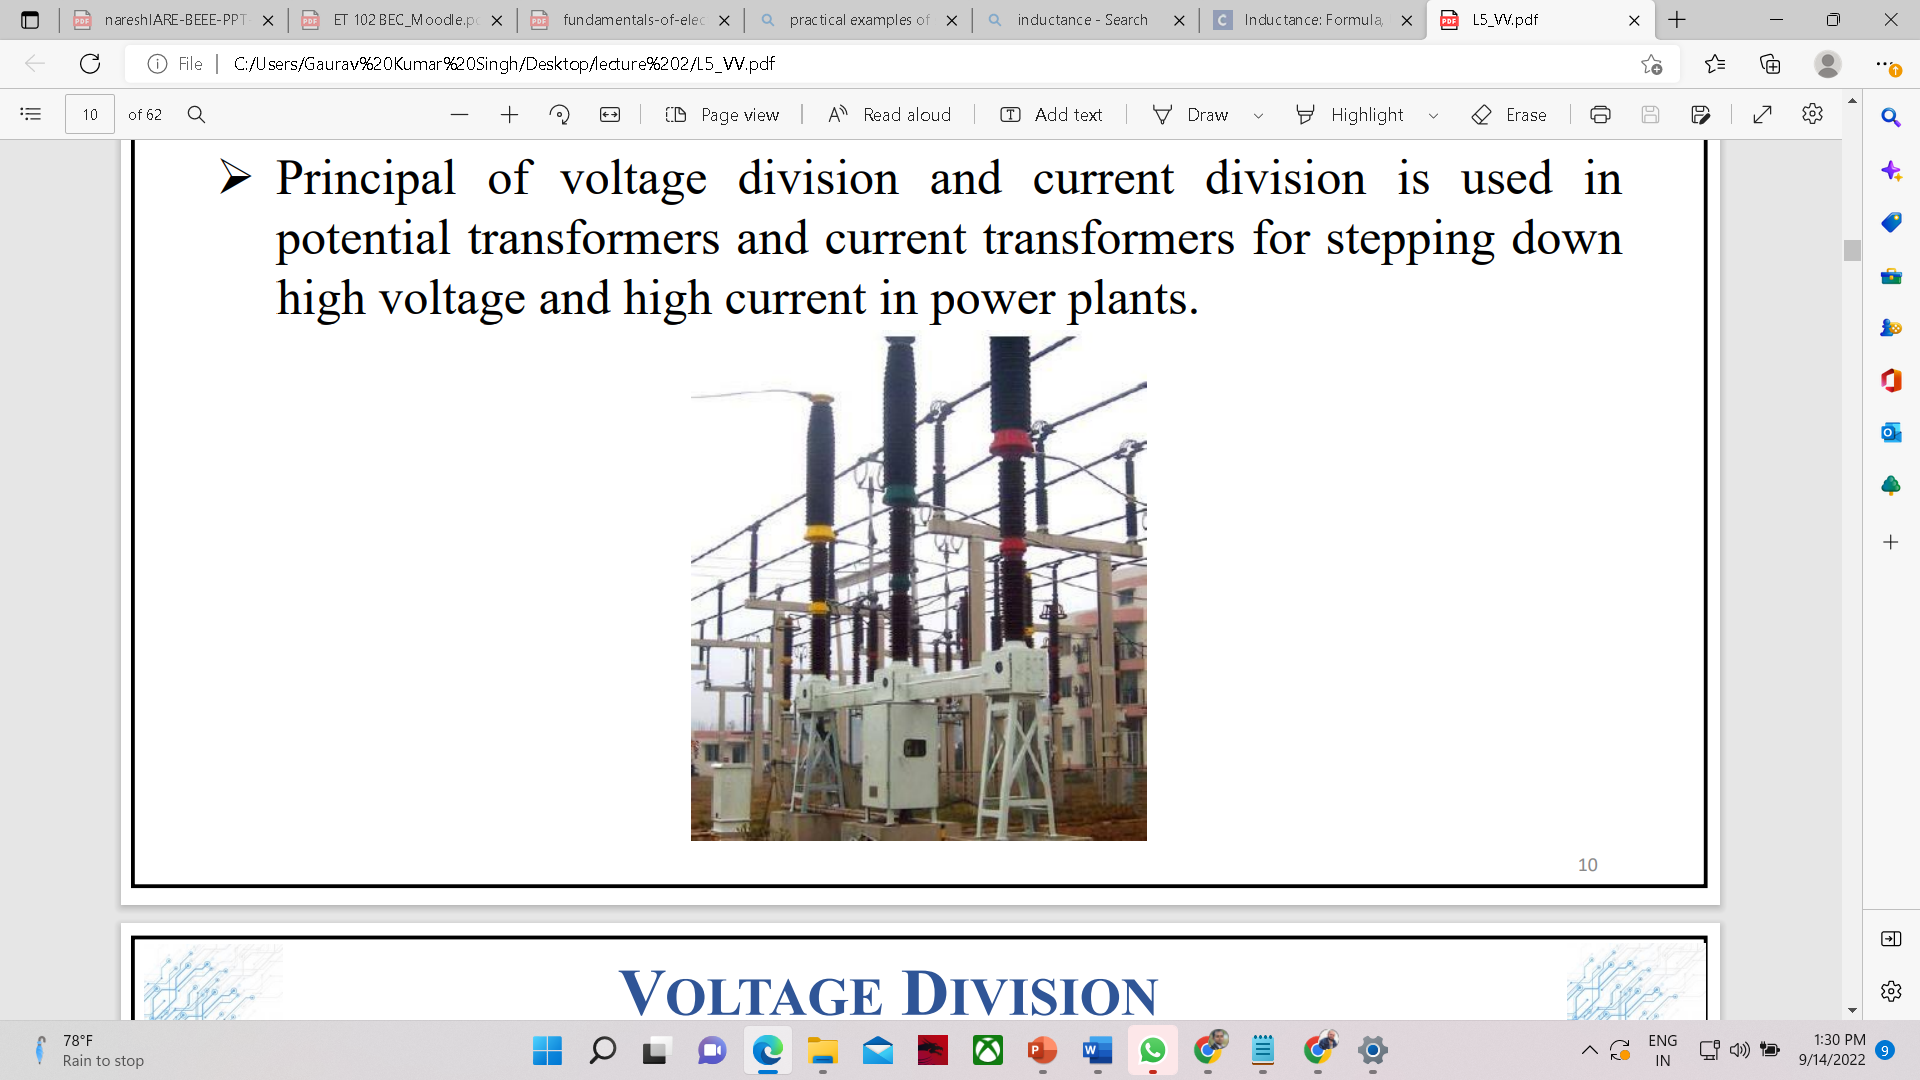 nareshIARE-BEEE-PPT
ET 102 BEC_Moodle.p
fundamentals-of-elec
practical examples of
inductance - Search
Inductance: Formula,
L5_VV.pdf
File
C:/Users/Gaurav%20Kumar%20Singh/Desktop/lecture%202/L5_VV.pdf
10 of 62
Page view
Read aloud
Add text
Draw
Highlight
Erase
Principal of voltage division and current division is used in
potential transformers and current transformers for stepping down
high voltage and high current in power plants.
10
VOLTAGE DIVISION
78°F
Rain to stop
ENG
IN
1:30 PM
9/14/2022
9